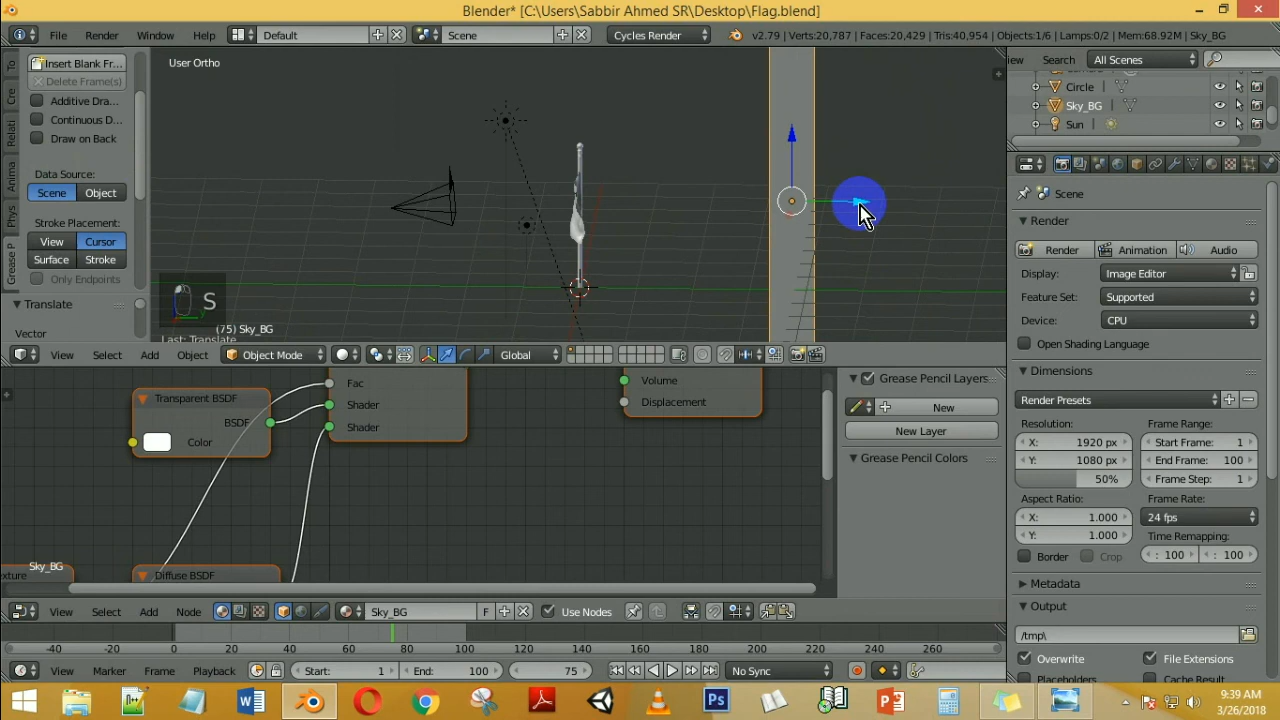 Blender* [C:\Users\Sabbir Ahmed SR\Desktop\Flag.blend]
File Render Window Help Default Scene Cycles Render v2.79 | Verts:20,787 | Faces:20,429 | Tris:40,954 | Objects:1/6 | Lamps:0/2 | Mem:68.92M | Sky_BG
Insert Blank Fr...
Delete Frame(s)
Additive Dra...
Continuous D...
Draw on Back
Data Source:
Scene Object
Stroke Placement:
View Cursor
Surface Stroke
Only Endpoints
Translate
Vector
To
Cre
Relati
Anima
Phys
Grease P
User Ortho
S
(75) Sky_BG
Last: Translate
View Select Add Object Object Mode Global
Transparent BSDF
BSDF
Color
Fac
Shader
Shader
Volume
Displacement
Sky_BG
exture
Diffuse BSDF
Grease Pencil Layers
New
New Layer
Grease Pencil Colors
View Select Add Node Sky_BG F Use Nodes
-40 -20 0 20 40 60 80 100 120 140 160 180 200 220 240 260
View Marker Frame Playback Start: 1 End: 100 75 No Sync
iew Search All Scenes
Circle
Sky_BG
Sun
Scene
Render
Render Animation Audio
Display: Image Editor
Feature Set: Supported
Device: CPU
Open Shading Language
Dimensions
Render Presets
Resolution: Frame Range:
X: 1920 px Start Frame: 1
Y: 1080 px End Frame: 100
50% Frame Step: 1
Aspect Ratio: Frame Rate:
X: 1.000 24 fps
Y: 1.000 Time Remapping:
Border Crop : 100 : 100
Metadata
Output
/tmp\
Overwrite File Extensions
Placeholders Cache Result
9:39 AM
3/26/2018